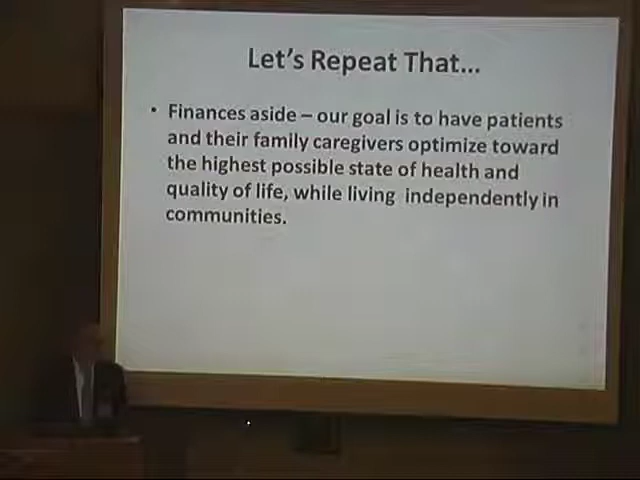 Let's Repeat That...
• Finances aside – our goal is to have patients
and their family caregivers optimize toward
the highest possible state of health and
quality of life, while living independently in
communities.